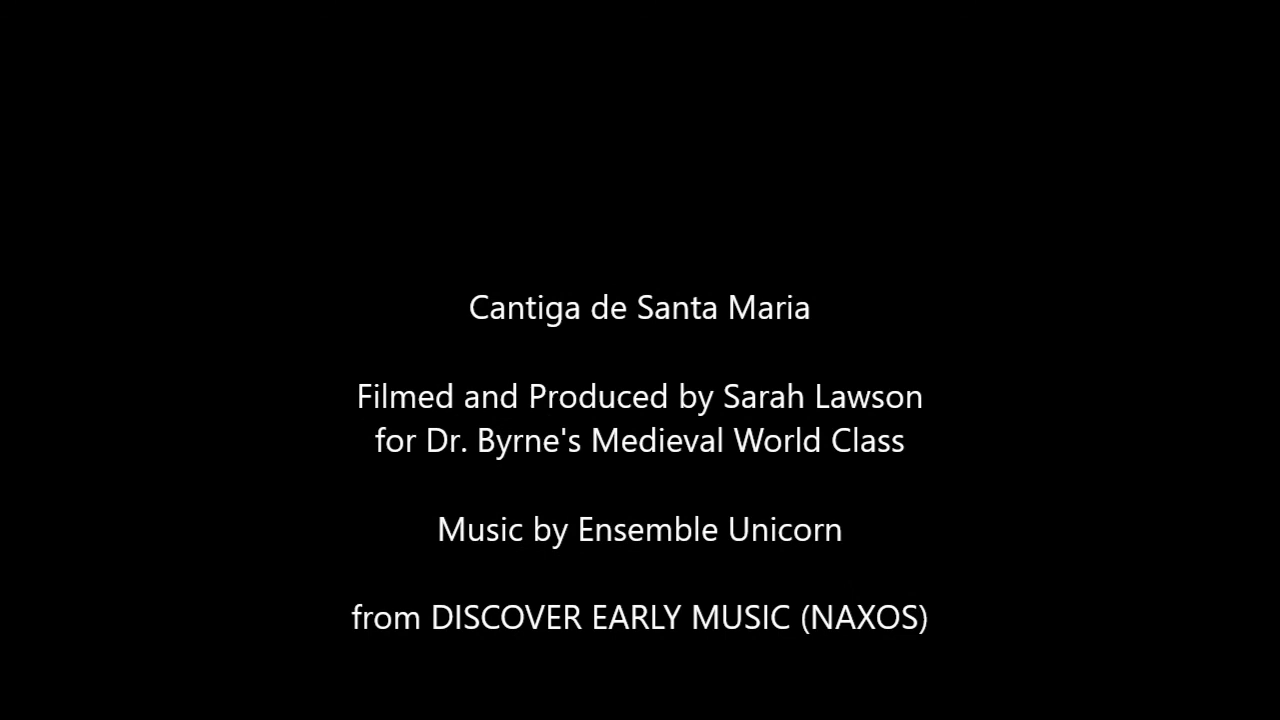 Cantiga de Santa Maria
Filmed and Produced by Sarah Lawson
for Dr. Byrne's Medieval World Class
Music by Ensemble Unicorn
from DISCOVER EARLY MUSIC (NAXOS)